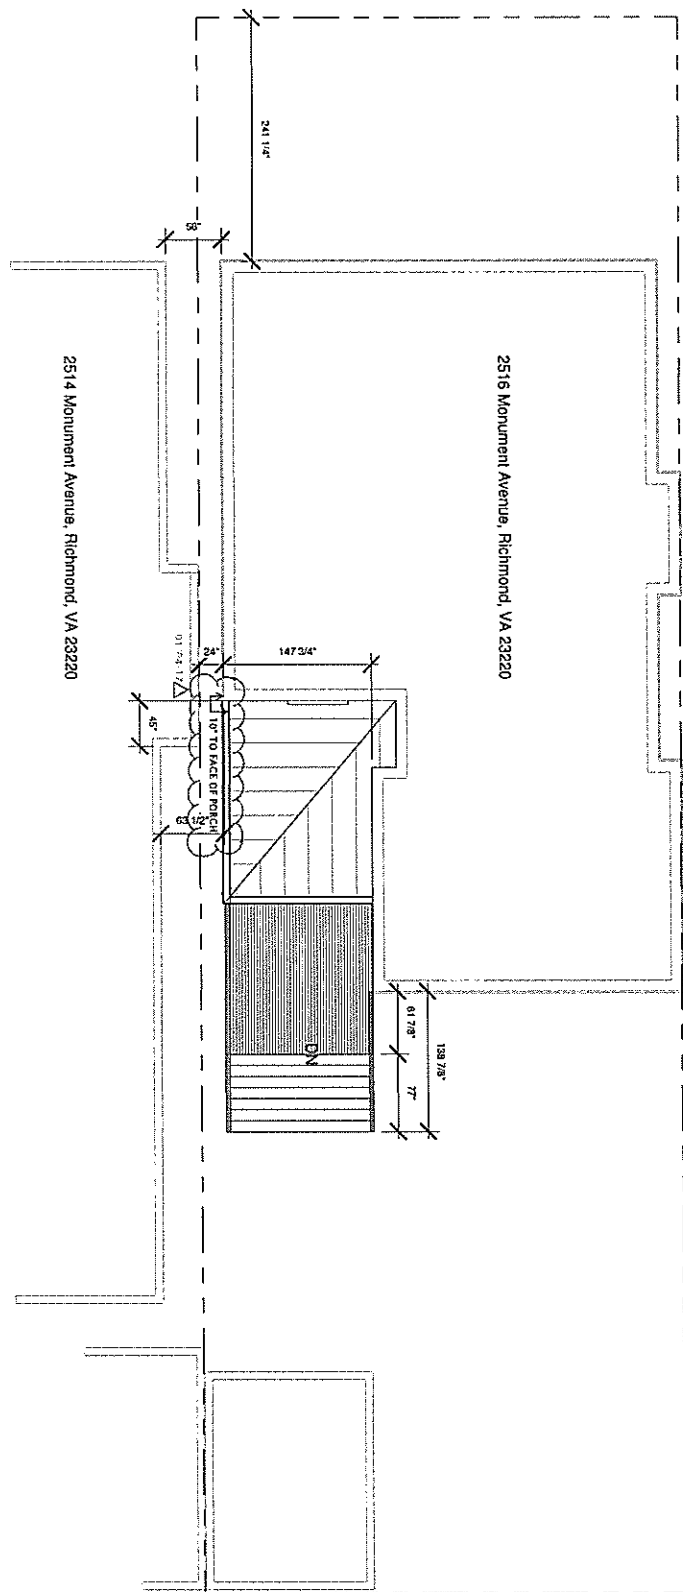 241 1/4"
56"
2516 Monument Avenue, Richmond, VA 23220
2514 Monument Avenue, Richmond, VA 23220
24"
147 3/4"
45"
10" TO FACE OF PORCH
63 1/2"
61 7/8"
138 7/8"
77"
DN